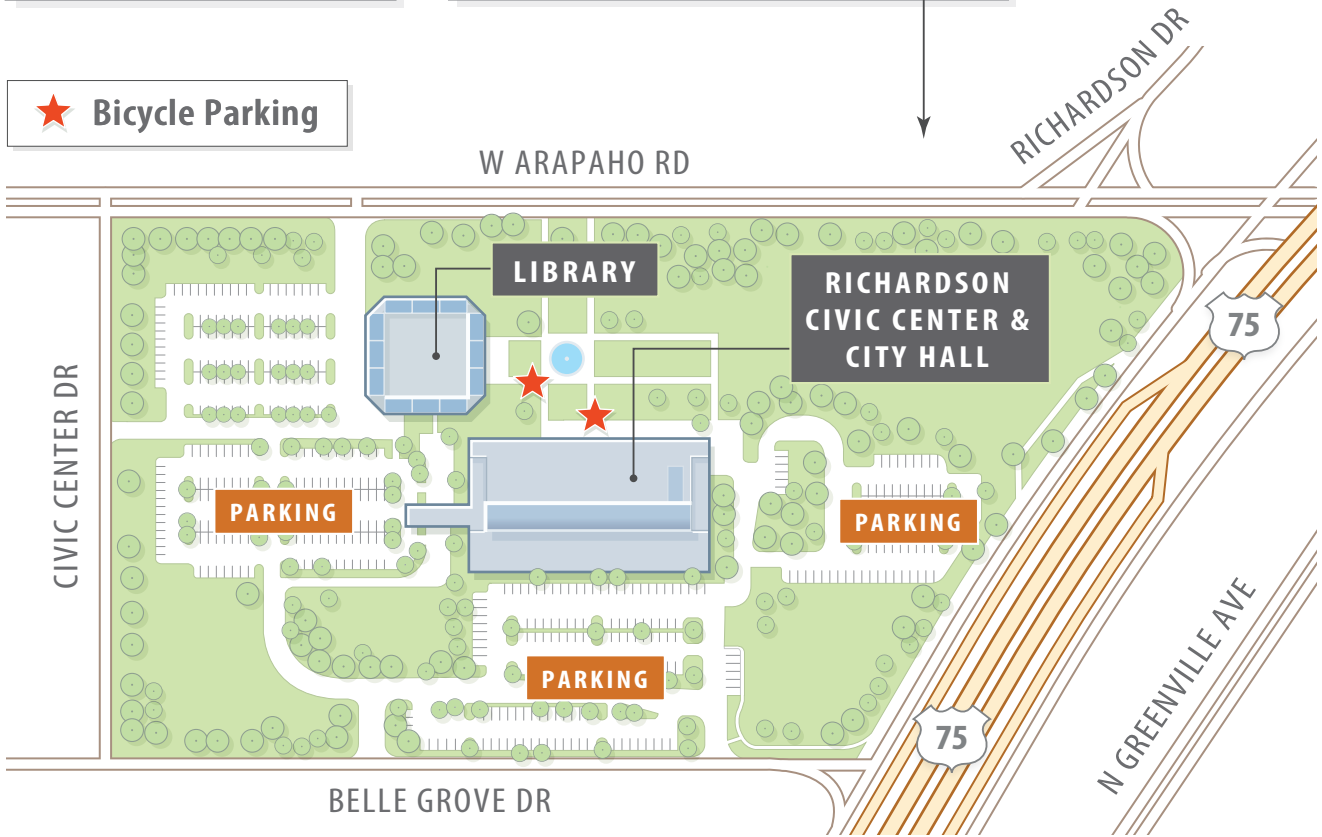 RICHARDSON DR
Bicycle Parking
W ARAPAHO RD
LIBRARY
RICHARDSON
CIVIC CENTER &
CITY HALL
75
CIVIC CENTER DR
PARKING
PARKING
PARKING
75
N GREENVILLE AVE
BELLE GROVE DR